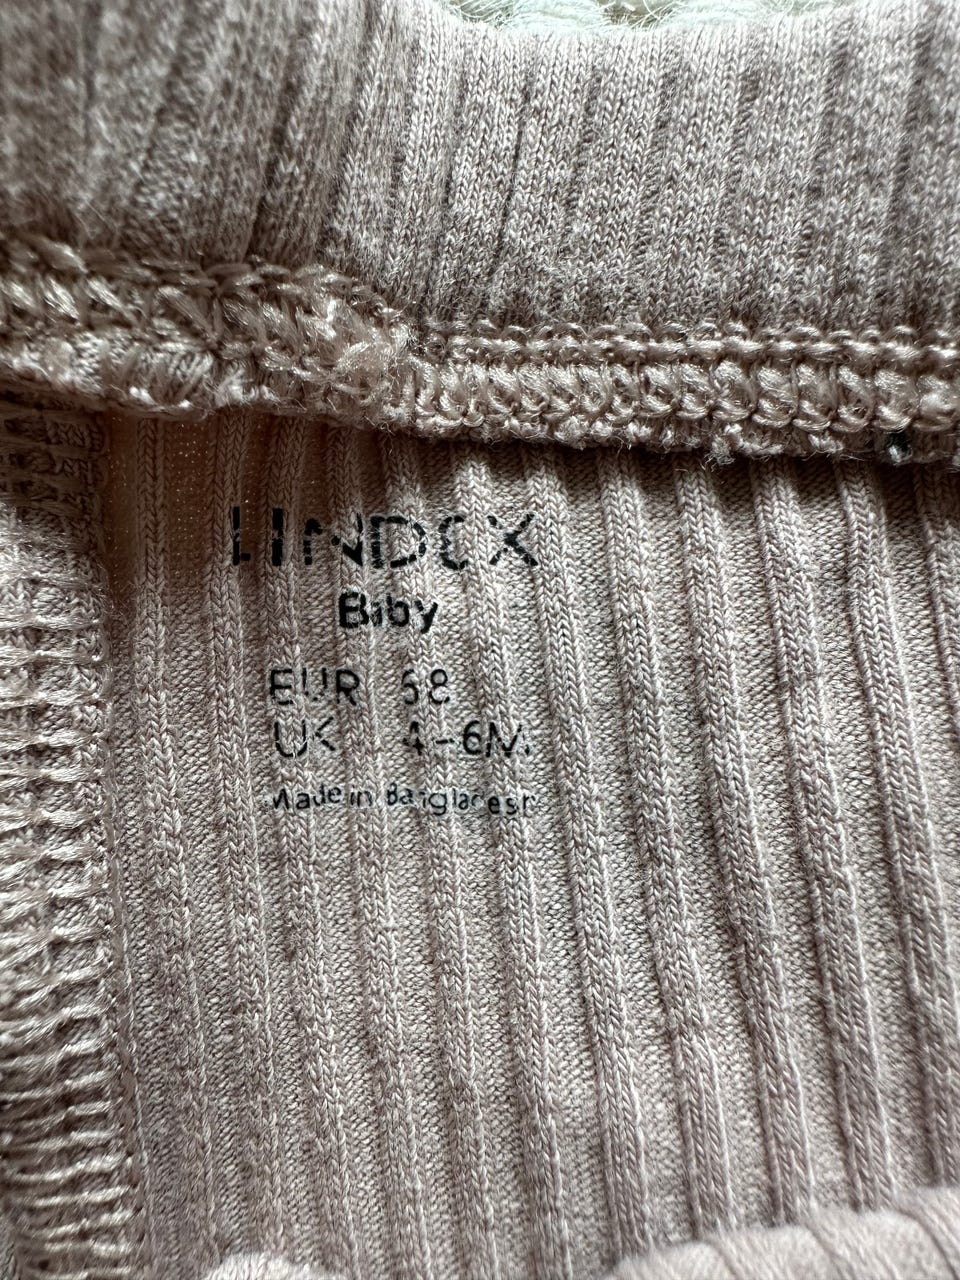 LINDEX
Baby
EUR 68
UK 4-6M
Made in Bangladesh